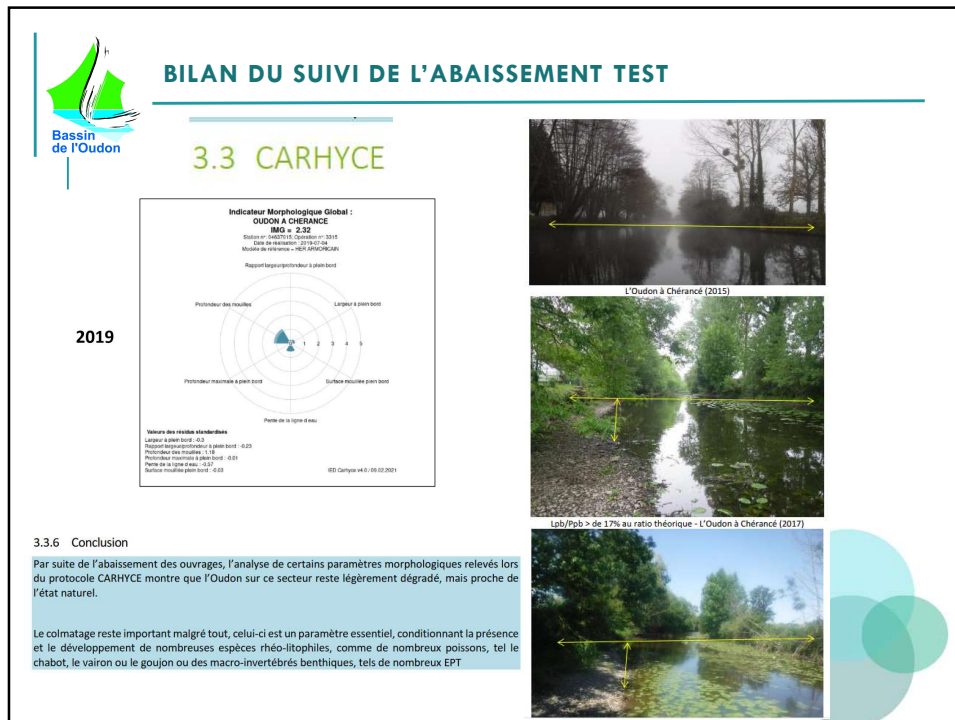 BILAN DU SUIVI DE L'ABAISSEMENT TEST
Bassin
de l'Oudon
3.3 CARHYCE
2019
Indicateur Morphologique Global :
OUDON A CHERANCE
IMG = 2.32
Station n°: 04637015; Opération n°: 3315
Date de réalisation : 2019-07-04
Modèle de référence = HER ARMORICAIN
Rapport largeur/profondeur à plein bord
Profondeur des mouilles
Largeur à plein bord
1 2 3 4 5
Profondeur maximale à plein bord
Surface mouillée plein bord
Pente de la ligne d eau
Valeurs des résidus standardisés
Largeur à plein bord : -0.3
Rapport largeur/profondeur à plein bord : -0.23
Profondeur des mouilles : 1.19
Profondeur maximale à plein bord : -0.01
Pente de la ligne d eau : -0.57
Surface mouillée plein bord : -0.03
IED Carhyce v4.0 / 08.02.2021
L'Oudon à Chérancé (2015)
Lpb/Ppb > de 17% au ratio théorique - L'Oudon à Chérancé (2017)
3.3.6 Conclusion
Par suite de l'abaissement des ouvrages, l'analyse de certains paramètres morphologiques relevés lors
du protocole CARHYCE montre que l'Oudon sur ce secteur reste légèrement dégradé, mais proche de
l'état naturel.
Le colmatage reste important malgré tout, celui-ci est un paramètre essentiel, conditionnant la présence
et le développement de nombreuses espèces rhéo-litophiles, comme de nombreux poissons, tel le
chabot, le vairon ou le goujon ou des macro-invertébrés benthiques, tels de nombreux EPT